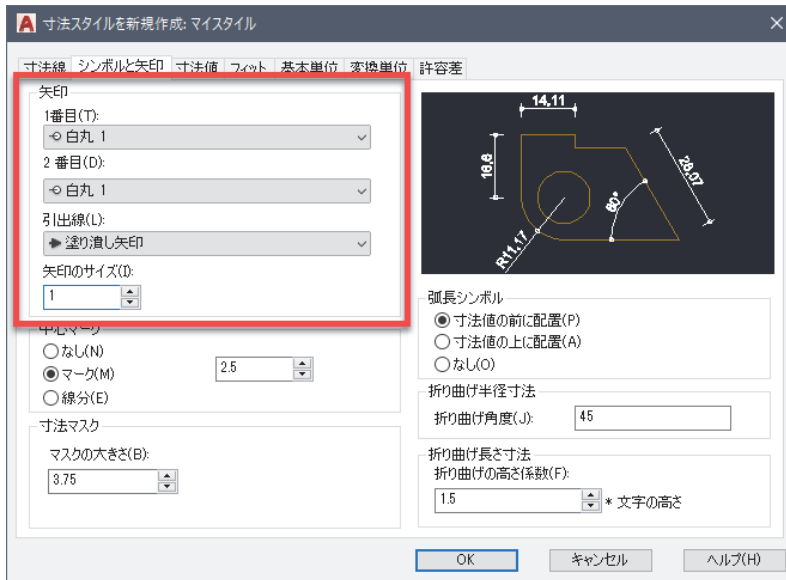 寸法スタイルを新規作成: マイスタイル
寸法線 シンボルと矢印 寸法値 フィット 基本単位 変換単位 許容差
矢印
1番目(T):
白丸 1
2 番目(D):
白丸 1
引出線(L):
塗り潰し矢印
矢印のサイズ(I):
1
中心マーク
なし(N)
マーク(M)
2.5
線分(E)
寸法マスク
マスクの大きさ(B):
3.75
14,11
16,6
28,07
60°
R11,17
弧長シンボル
寸法値の前に配置(P)
寸法値の上に配置(A)
なし(O)
折り曲げ半径寸法
折り曲げ角度(J): 45
折り曲げ長さ寸法
折り曲げの高さ係数(F):
1.5 * 文字の高さ
OK キャンセル ヘルプ(H)